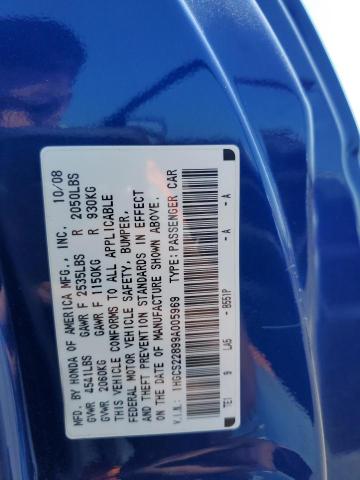 MFD. BY HONDA OF AMERICA MFG., INC. 10/08
GVWR 4541LBS GAWR F 2535LBS R 2050LBS
GVWR 2060KG GAWR F 1150KG R 930KG
THIS VEHICLE CONFORMS TO ALL APPLICABLE
FEDERAL MOTOR VEHICLE SAFETY, BUMPER,
AND THEFT PREVENTION STANDARDS IN EFFECT
ON THE DATE OF MANUFACTURE SHOWN ABOVE.
V.I.N.: 1HGCS22899A005969 TYPE: PASSENGER CAR
TE1 9 LA5 - B551P - A - A